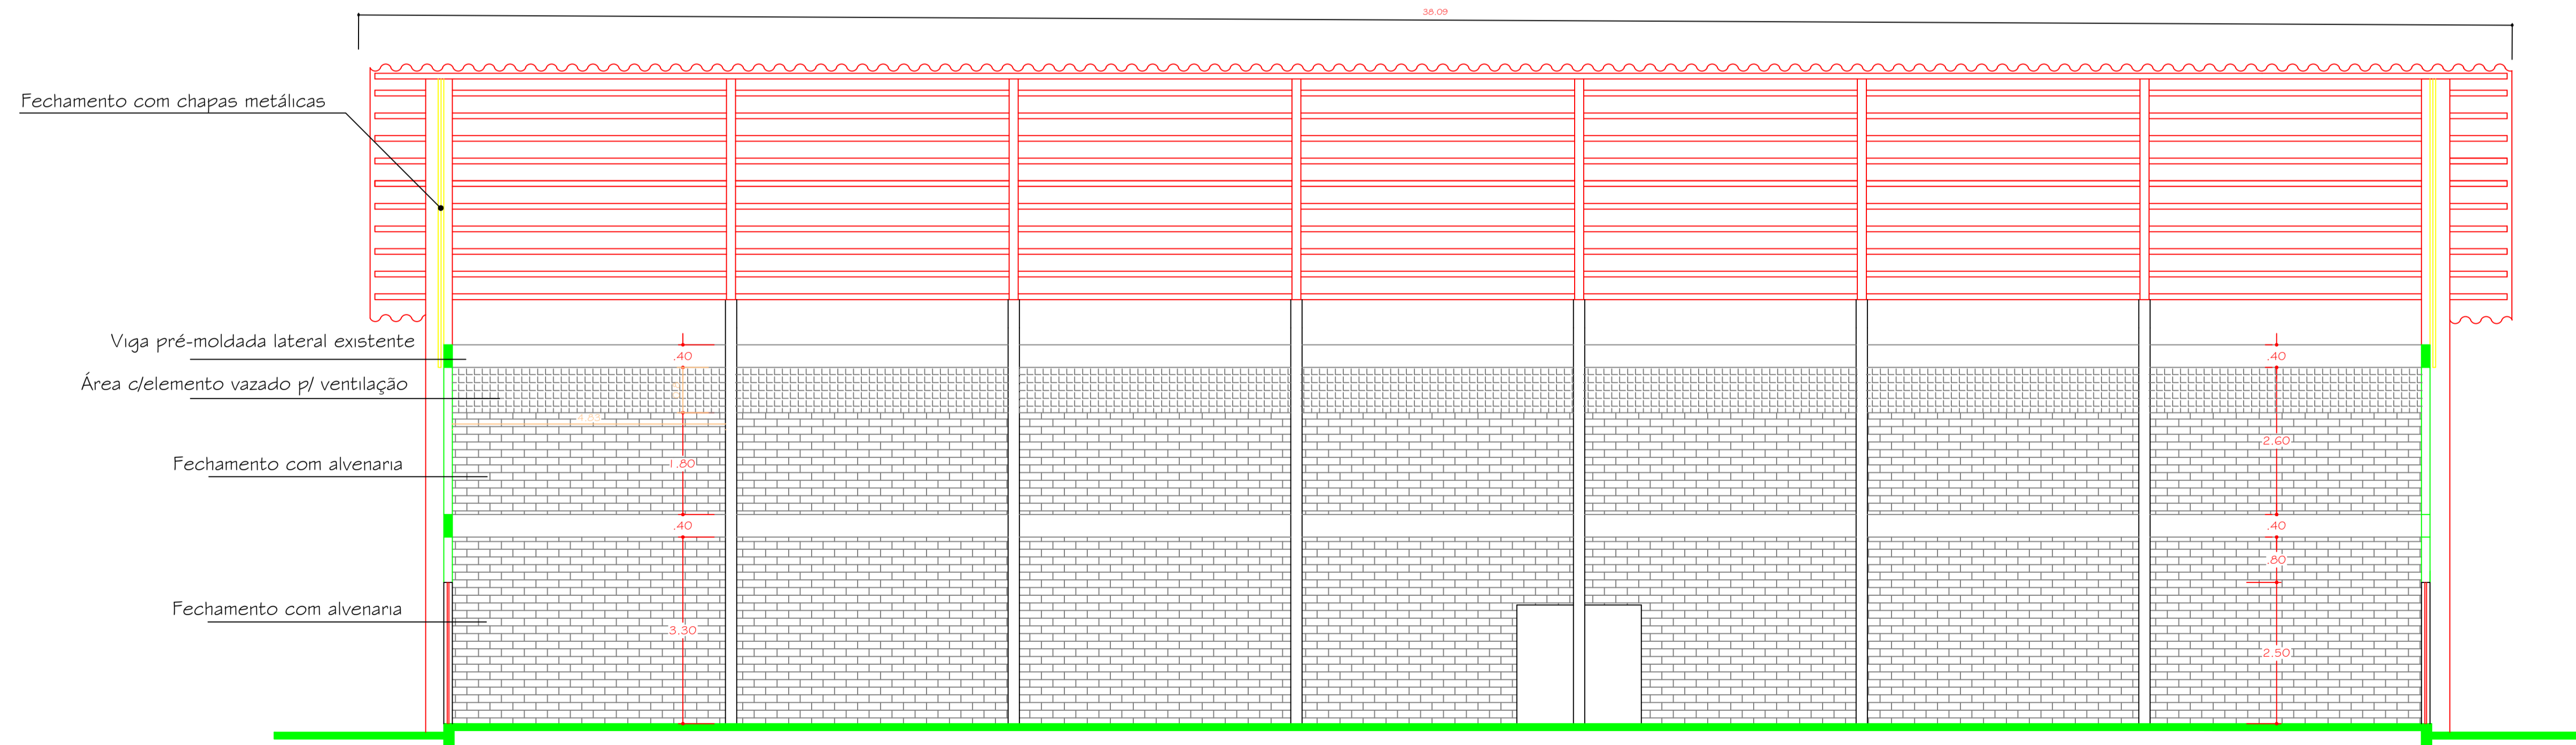 38.09
Fechamento com chapas metálicas
Viga pré-moldada lateral existente
.40
.40
Área c/elemento vazado p/ ventilação
2.60
Fechamento com alvenaria
1.80
.40
.40
.80
Fechamento com alvenaria
3.30
2.50